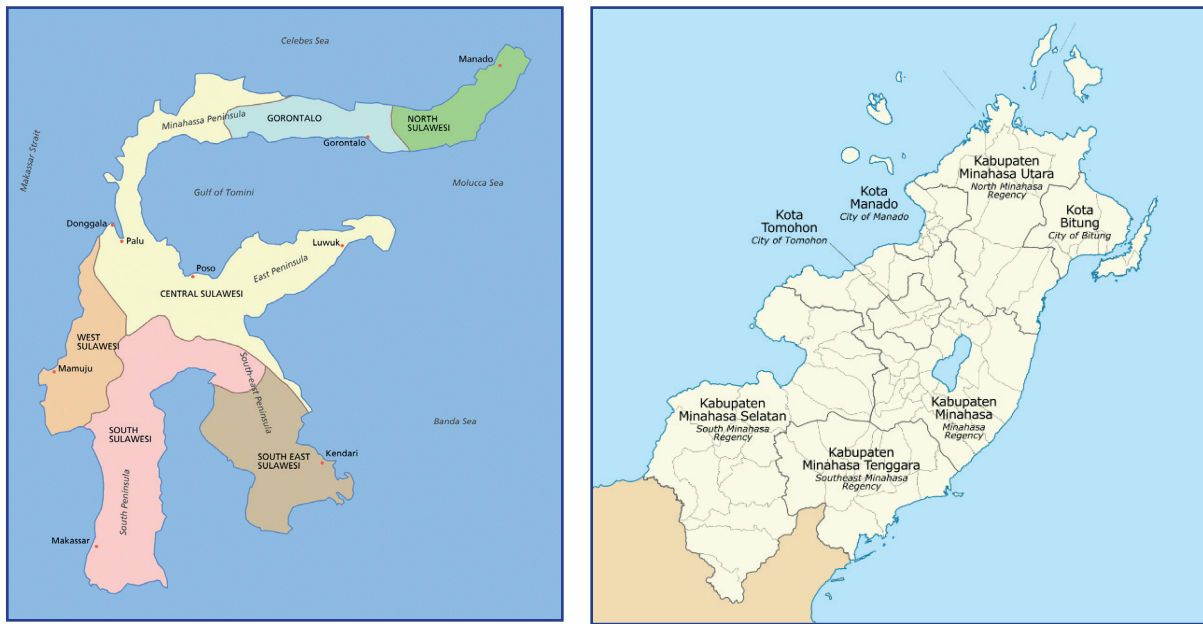 Celebes Sea
Manado
Minahassa Peninsula
GORONTALO
NORTH
SULAWESI
Gorontalo
Makassar Strait
Molucca Sea
Gulf of Tomini
Donggala
Palu
Luwuk
East Peninsula
Poso
CENTRAL SULAWESI
WEST
SULAWESI
Mamuju
South-east Peninsula
Banda Sea
SOUTH
SULAWESI
SOUTH EAST
SULAWESI
Kendari
South Peninsula
Makassar
Kabupaten
Minahasa Utara
North Minahasa
Regency
Kota
Manado
City of Manado
Kota
Bitung
City of Bitung
Kota
Tomohon
City of Tomohon
Kabupaten
Minahasa Selatan
South Minahasa
Regency
Kabupaten
Minahasa
Minahasa
Regency
Kabupaten
Minahasa Tenggara
Southeast Minahasa
Regency